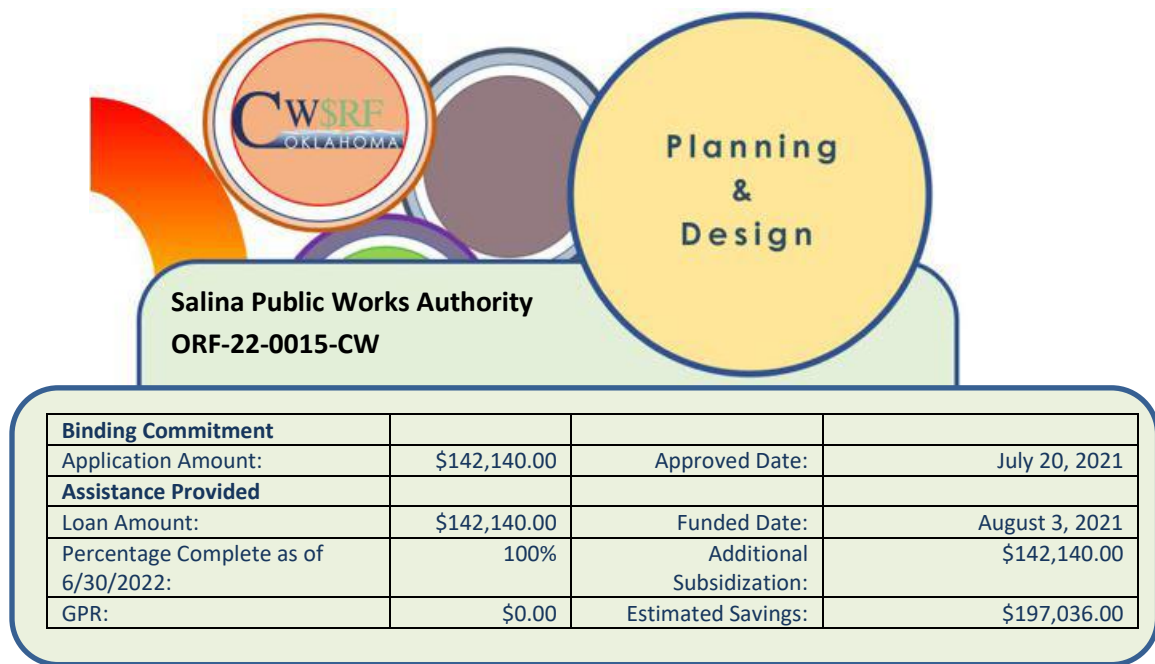 CW$RF
OKLAHOMA
Planning
&
Design
Salina Public Works Authority
ORF-22-0015-CW
Binding Commitment
Application Amount: $142,140.00 Approved Date: July 20, 2021
Assistance Provided
Loan Amount: $142,140.00 Funded Date: August 3, 2021
Percentage Complete as of 100% Additional $142,140.00
6/30/2022: Subsidization:
GPR: $0.00 Estimated Savings: $197,036.00